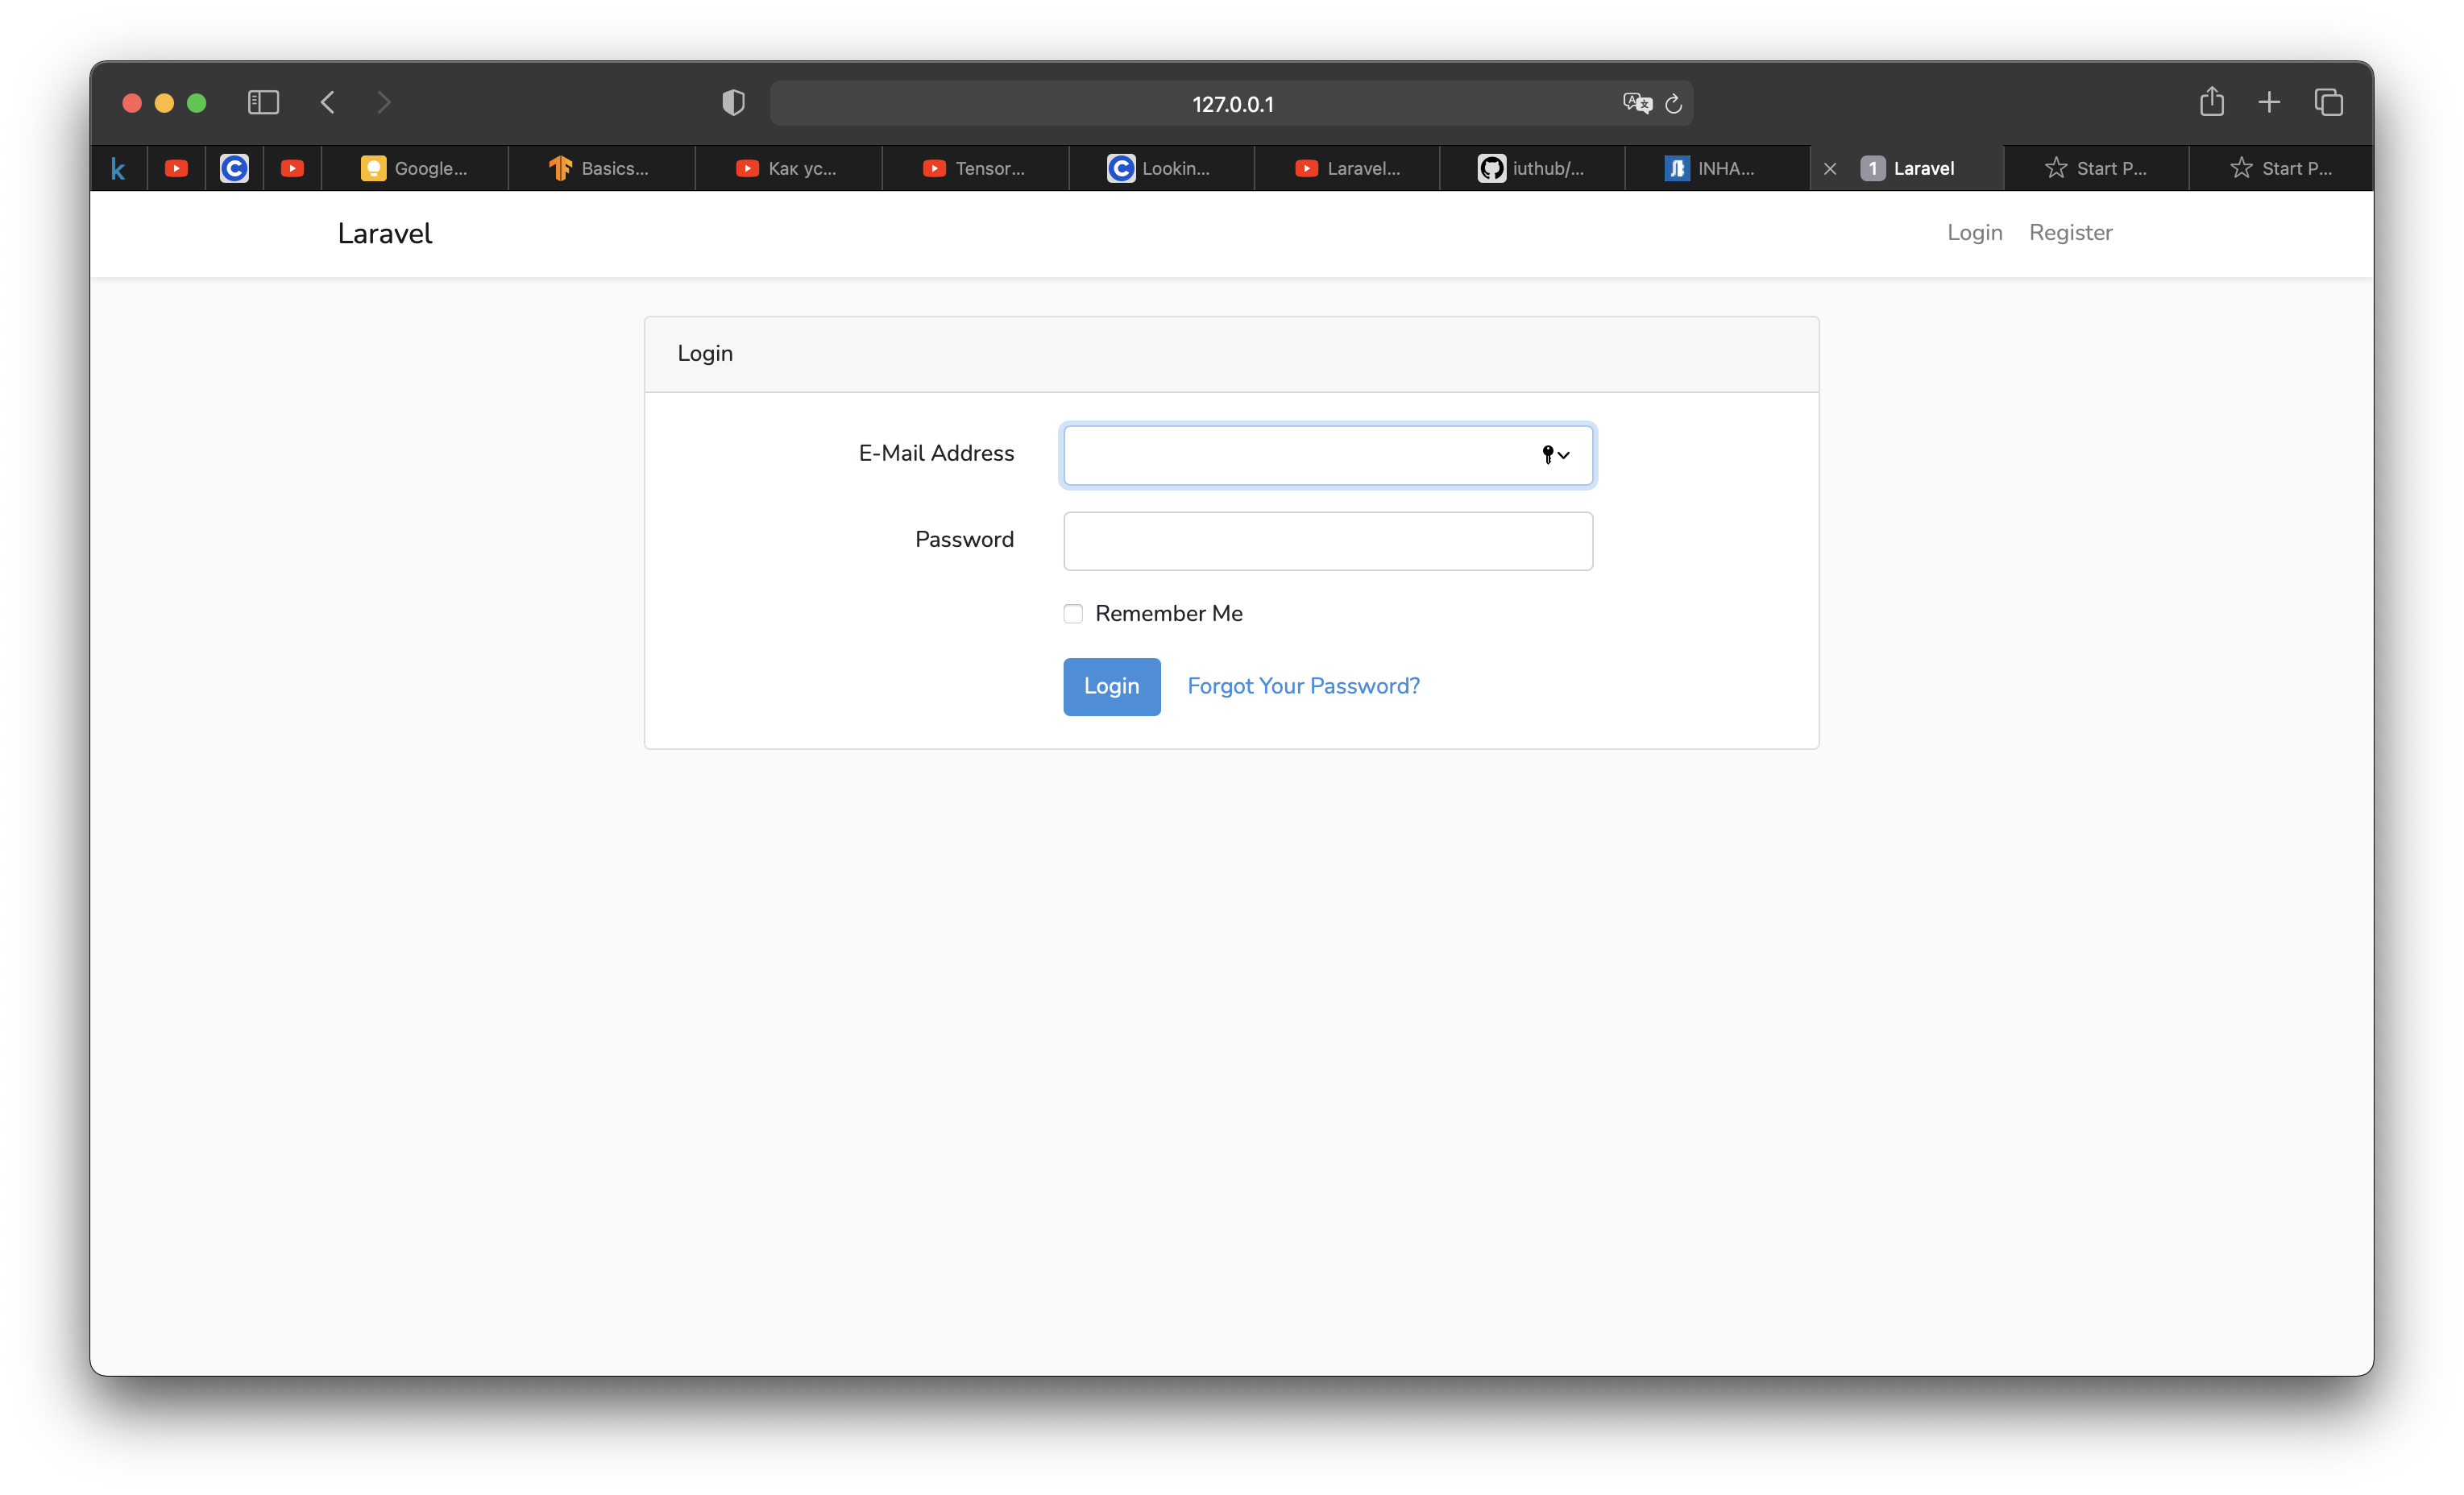 127.0.0.1
k
Google...
Basics...
Как ус...
Tensor...
Lookin...
Laravel...
iuthub/...
INHA...
1 Laravel
Start P...
Start P...
Laravel
Login Register
Login
E-Mail Address
Password
Remember Me
Login Forgot Your Password?